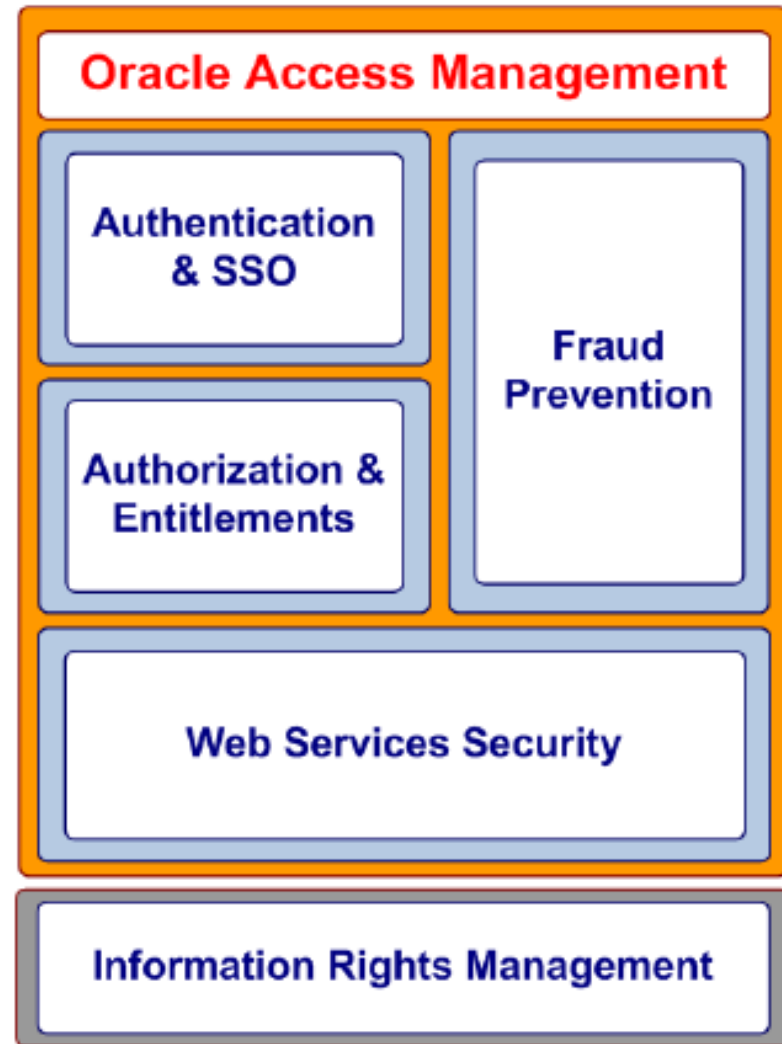 Oracle Access Management
Authentication
& SSO
Fraud
Prevention
Authorization &
Entitlements
Web Services Security
Information Rights Management